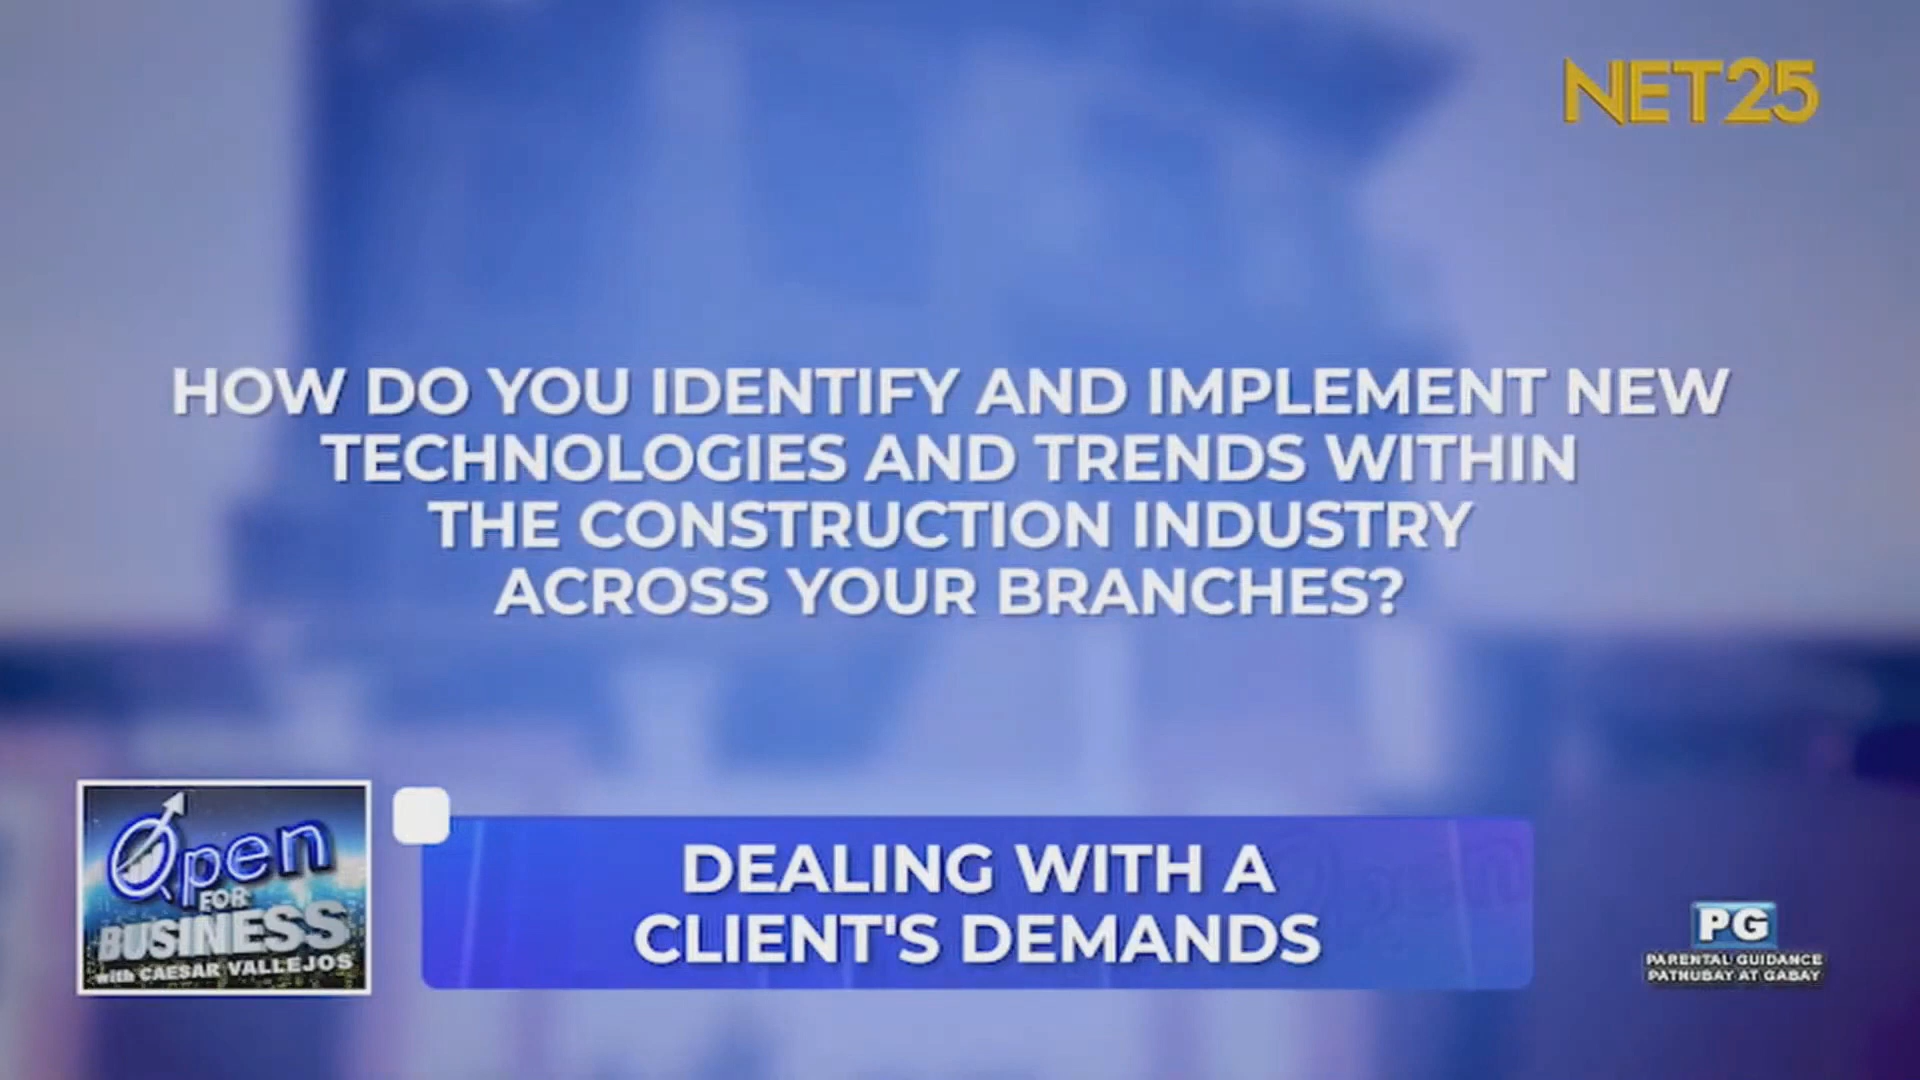 NET25
HOW DO YOU IDENTIFY AND IMPLEMENT NEW
TECHNOLOGIES AND TRENDS WITHIN
THE CONSTRUCTION INDUSTRY
ACROSS YOUR BRANCHES?
Open
FOR
BUSINESS
with CAESAR VALLEJOS
DEALING WITH A
CLIENT'S DEMANDS
PG
PARENTAL GUIDANCE
PATNUBAY AT GABAY